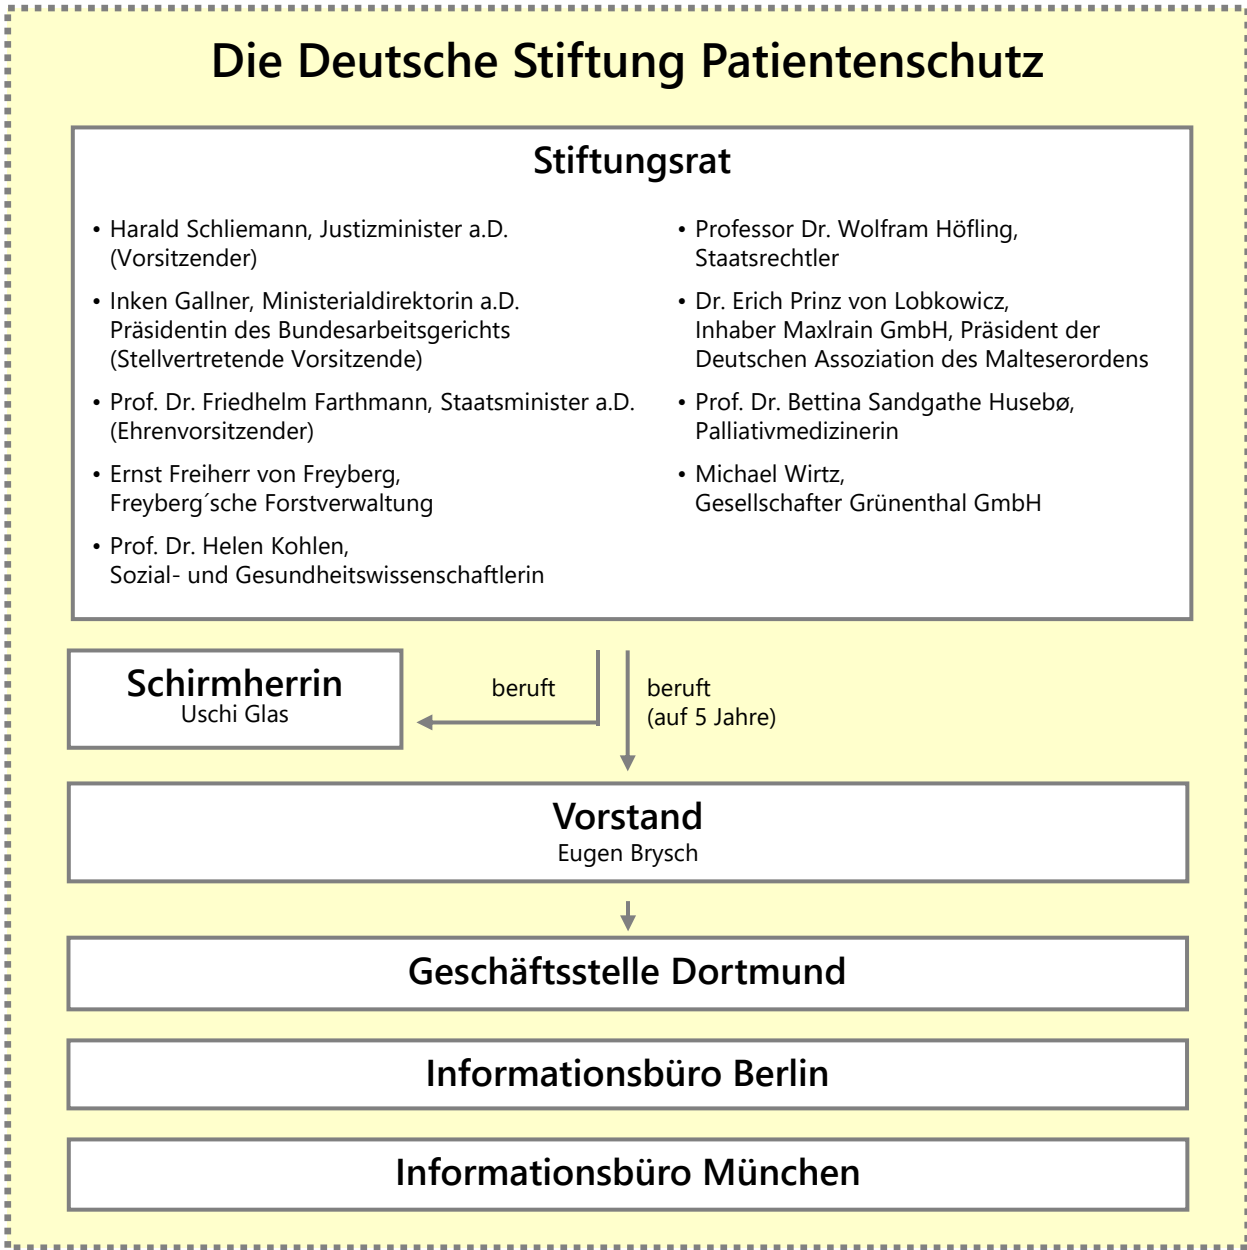 Die Deutsche Stiftung Patientenschutz
Stiftungsrat
• Harald Schliemann, Justizminister a.D.
(Vorsitzender)
• Inken Gallner, Ministerialdirektorin a.D.
Präsidentin des Bundesarbeitsgerichts
(Stellvertretende Vorsitzende)
• Prof. Dr. Friedhelm Farthmann, Staatsminister a.D.
(Ehrenvorsitzender)
• Ernst Freiherr von Freyberg,
Freyberg´sche Forstverwaltung
• Prof. Dr. Helen Kohlen,
Sozial- und Gesundheitswissenschaftlerin
• Professor Dr. Wolfram Höfling,
Staatsrechtler
• Dr. Erich Prinz von Lobkowicz,
Inhaber Maxlrain GmbH, Präsident der
Deutschen Assoziation des Malteserordens
• Prof. Dr. Bettina Sandgathe Husebø,
Palliativmedizinerin
• Michael Wirtz,
Gesellschafter Grünenthal GmbH
Schirmherrin
Uschi Glas
beruft
beruft
(auf 5 Jahre)
Vorstand
Eugen Brysch
Geschäftsstelle Dortmund
Informationsbüro Berlin
Informationsbüro München